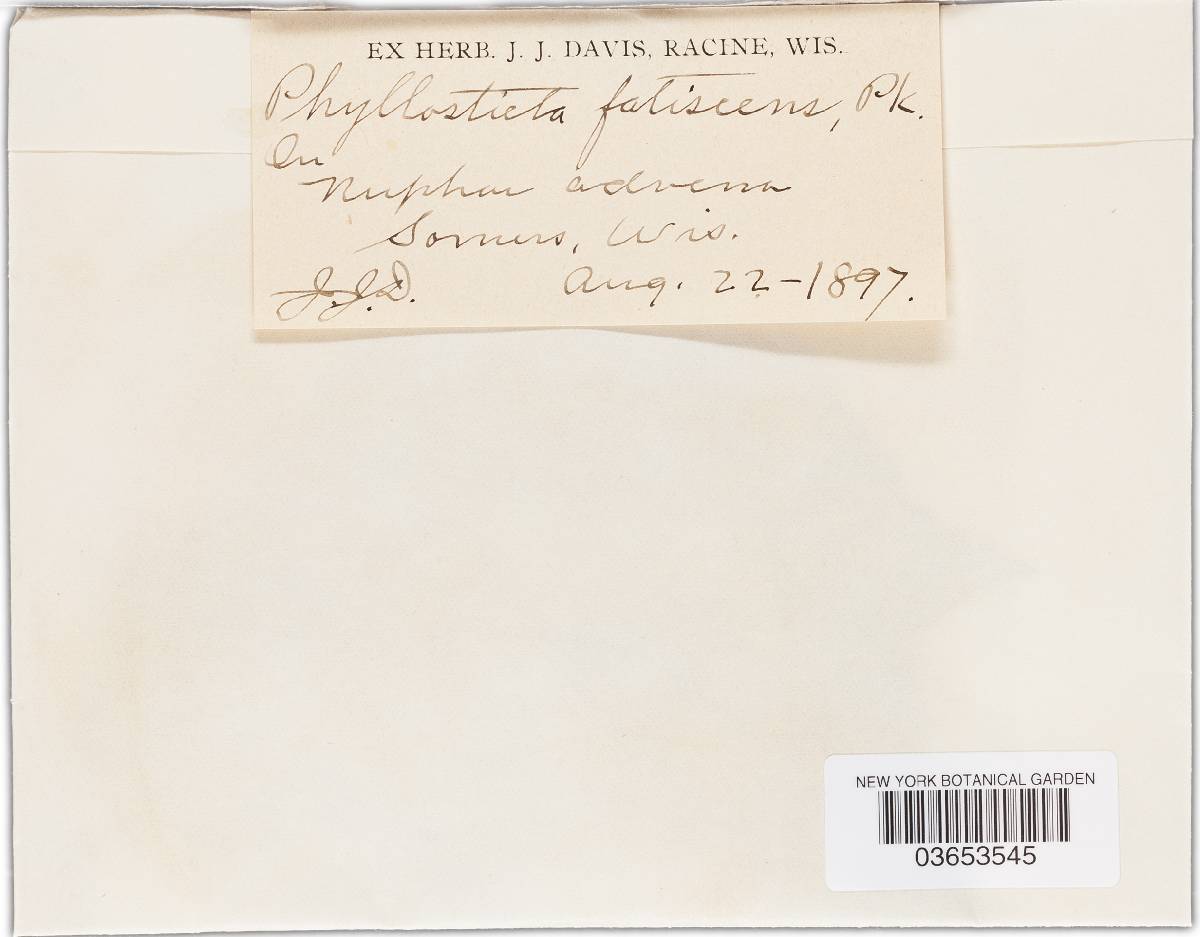 EX HERB. J. J. DAVIS, RACINE, WIS.
Phyllosticta fatiscens, Pk.
On
Nuphar advena
Somers, Wis.
J.J.D. Aug. 22-1897.
NEW YORK BOTANICAL GARDEN
03653545